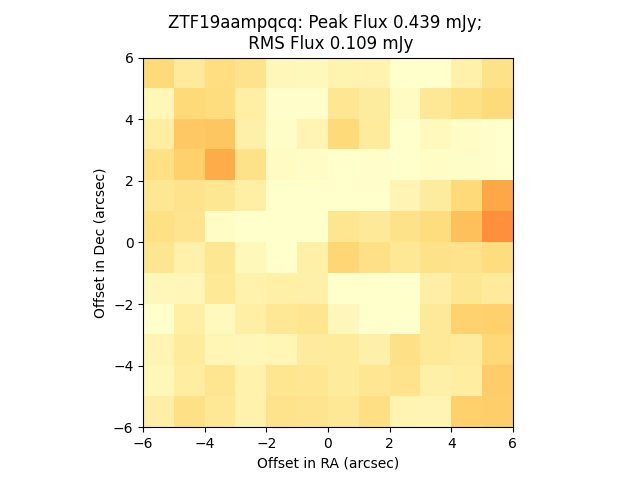 ZTF19aampqcq: Peak Flux 0.439 mJy;
RMS Flux 0.109 mJy
6
4
2
0
−2
−4
−6
Offset in Dec (arcsec)
−6 −4 −2 0 2 4 6
Offset in RA (arcsec)